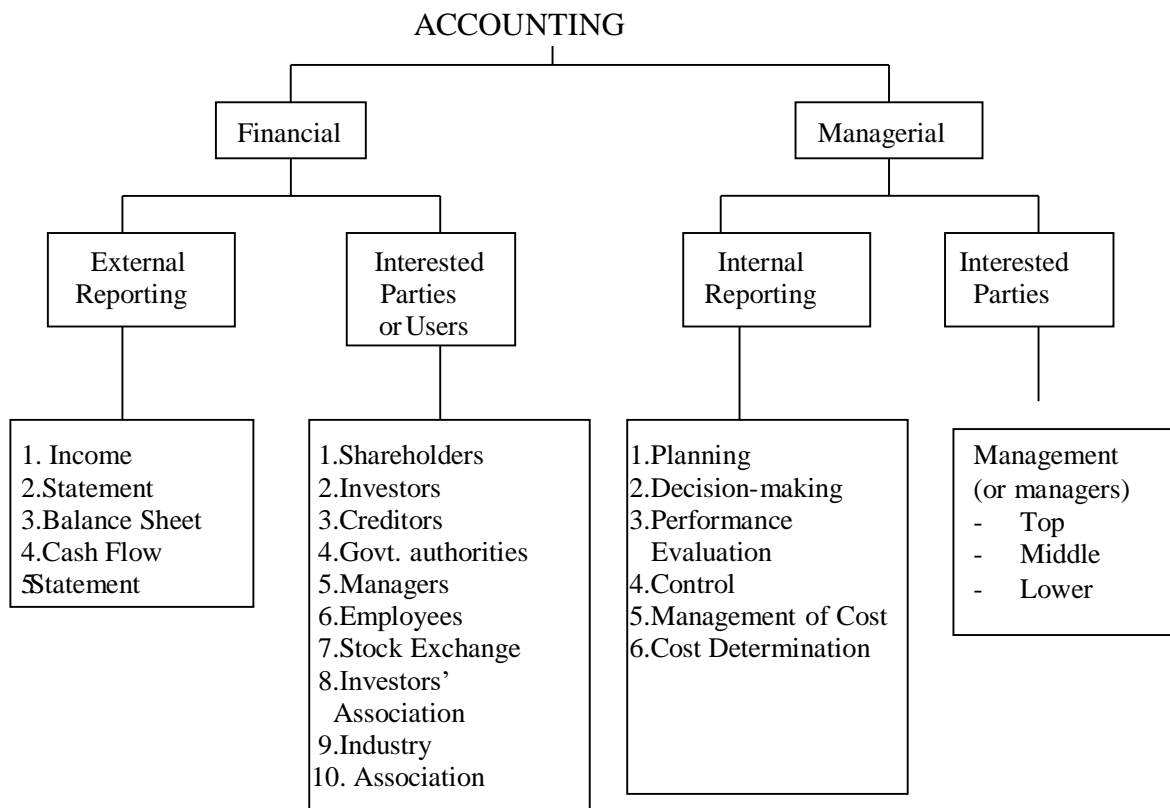 ACCOUNTING
Financial
Managerial
External
Reporting
Interested
Parties
or Users
Internal
Reporting
Interested
Parties
1. Income
2.Statement
3.Balance Sheet
4.Cash Flow
5.Statement
1.Shareholders
2.Investors
3.Creditors
4.Govt. authorities
5.Managers
6.Employees
7.Stock Exchange
8.Investors’
Association
9.Industry
10. Association
1.Planning
2.Decision-making
3.Performance
Evaluation
4.Control
5.Management of Cost
6.Cost Determination
Management
(or managers)
- Top
- Middle
- Lower